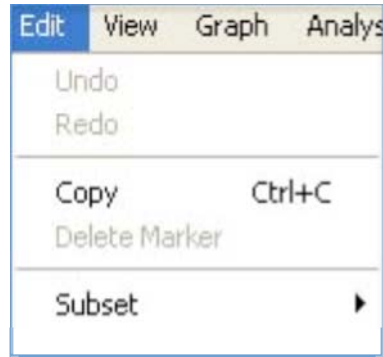 Edit View Graph Analys
Undo
Redo
Copy Ctrl+C
Delete Marker
Subset